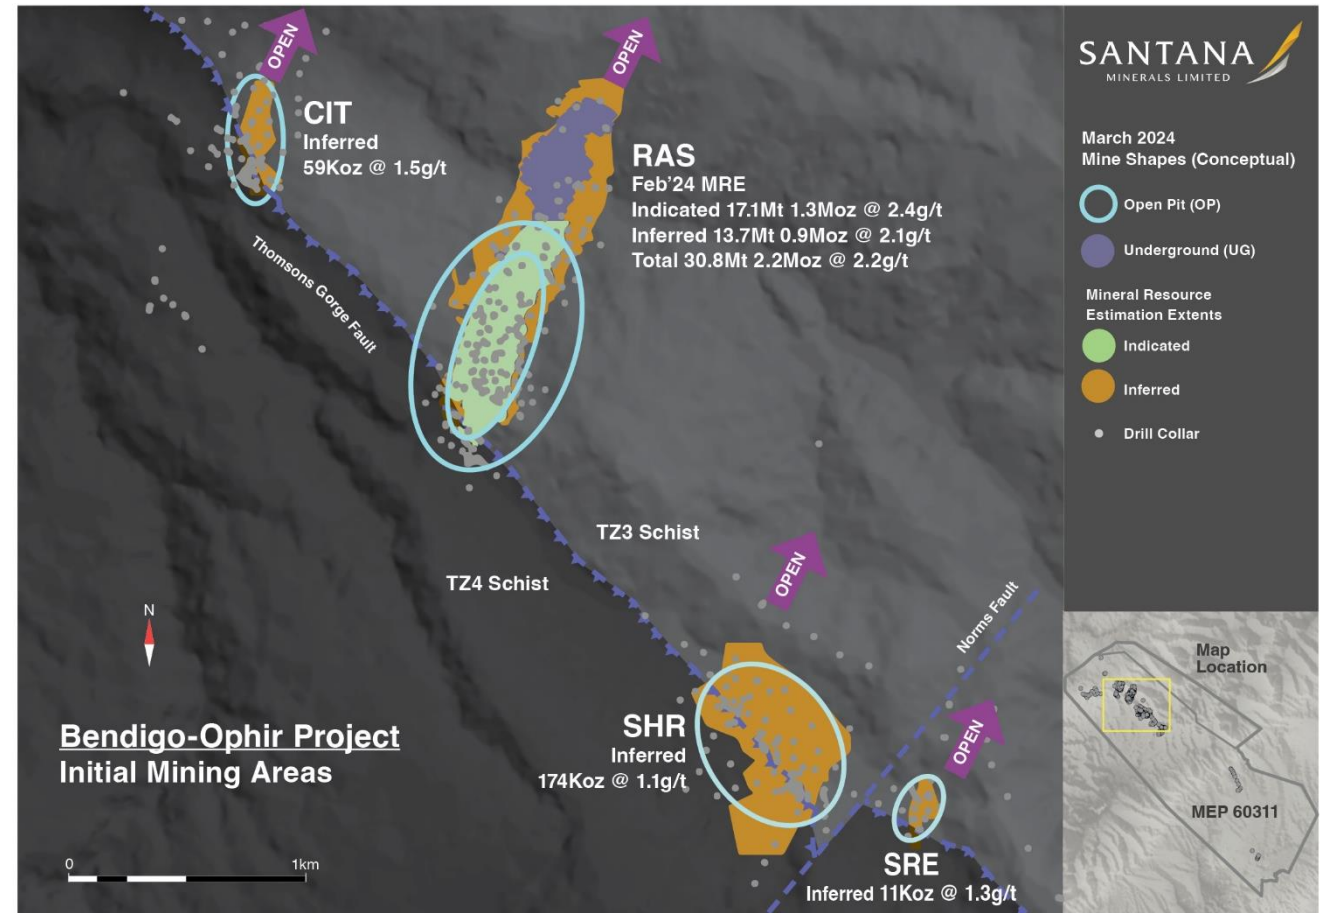 OPEN
CIT
Inferred
59Koz @ 1.5g/t
OPEN
RAS
Feb'24 MRE
Indicated 17.1Mt 1.3Moz @ 2.4g/t
Inferred 13.7Mt 0.9Moz @ 2.1g/t
Total 30.8Mt 2.2Moz @ 2.2g/t
Thomsons Gorge Fault
TZ3 Schist
TZ4 Schist
OPEN
Norms Fault
N
SHR
Inferred
174Koz @ 1.1g/t
OPEN
SRE
Inferred 11Koz @ 1.3g/t
Bendigo-Ophir Project
Initial Mining Areas
0
1km
SANTANA
MINERALS LIMITED
March 2024
Mine Shapes (Conceptual)
Open Pit (OP)
Underground (UG)
Mineral Resource
Estimation Extents
Indicated
Inferred
Drill Collar
Map
Location
MEP 60311